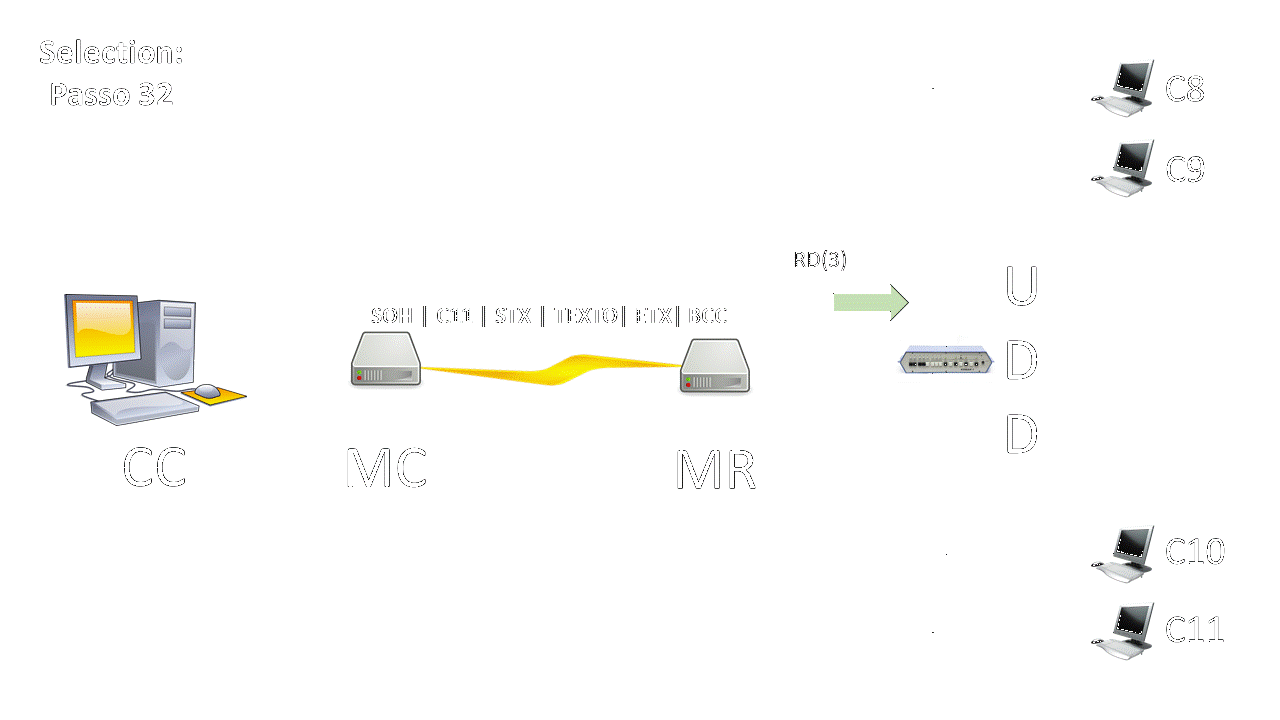 Selection:
Passo 32
C8
C9
RD(3)
SOH | C11 | STX | TEXTO| ETX| BCC
U
D
D
CC
MC
MR
C10
C11